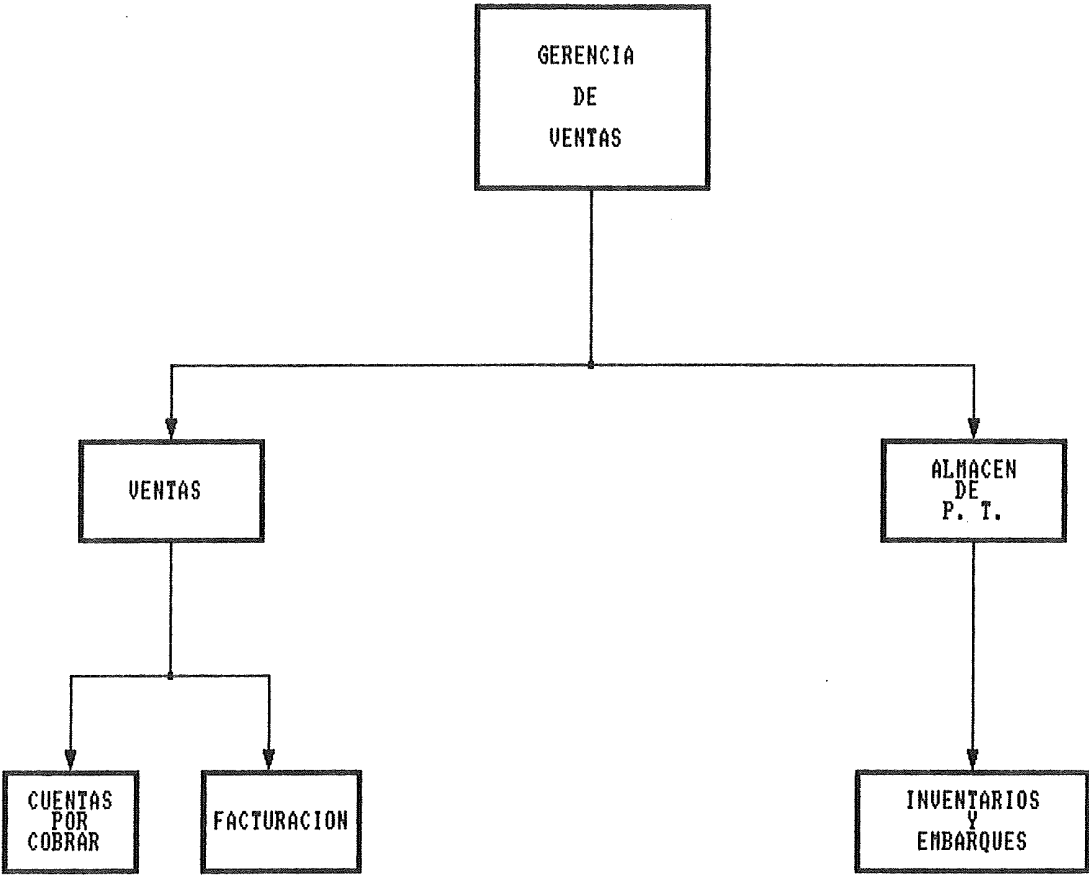 GERENCIA
DE
VENTAS
VENTAS
ALMACEN
DE
P. T.
CUENTAS
POR
COBRAR
FACTURACION
INVENTARIOS
Y
EMBARQUES